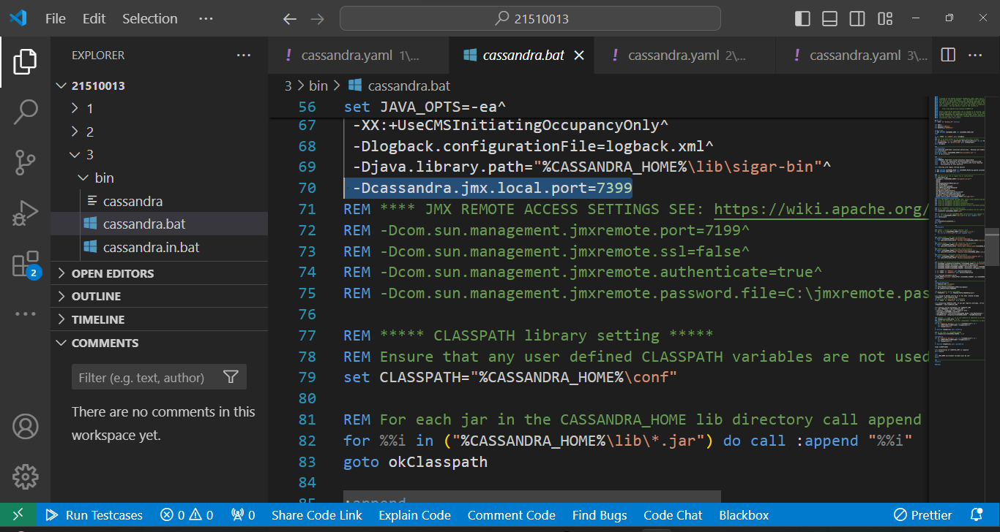 File Edit Selection ···
21510013
EXPLORER ···
21510013
1
2
3
bin
cassandra
cassandra.bat
cassandra.in.bat
OPEN EDITORS
OUTLINE
TIMELINE
COMMENTS
Filter (e.g. text, author)
There are no comments in this
workspace yet.
2
! cassandra.yaml 1\...
cassandra.bat
! cassandra.yaml 2\...
! cassandra.yaml 3\...
3 > bin > cassandra.bat
56 set JAVA_OPTS=-ea^
67 -XX:+UseCMSInitiatingOccupancyOnly^
68 -Dlogback.configurationFile=logback.xml^
69 -Djava.library.path="%CASSANDRA_HOME%\lib\sigar-bin"^
70 -Dcassandra.jmx.local.port=7399
71 REM **** JMX REMOTE ACCESS SETTINGS SEE: https://wiki.apache.org/
72 REM -Dcom.sun.management.jmxremote.port=7199^
73 REM -Dcom.sun.management.jmxremote.ssl=false^
74 REM -Dcom.sun.management.jmxremote.authenticate=true^
75 REM -Dcom.sun.management.jmxremote.password.file=C:\jmxremote.pas
76
77 REM ***** CLASSPATH library setting *****
78 REM Ensure that any user defined CLASSPATH variables are not used
79 set CLASSPATH="%CASSANDRA_HOME%\conf"
80
81 REM For each jar in the CASSANDRA_HOME lib directory call append
82 for %%i in ("%CASSANDRA_HOME%\lib\*.jar") do call :append "%%i"
83 goto okClasspath
84
85 :append
Run Testcases 0 0 0 Share Code Link Explain Code Comment Code Find Bugs Code Chat Blackbox Prettier